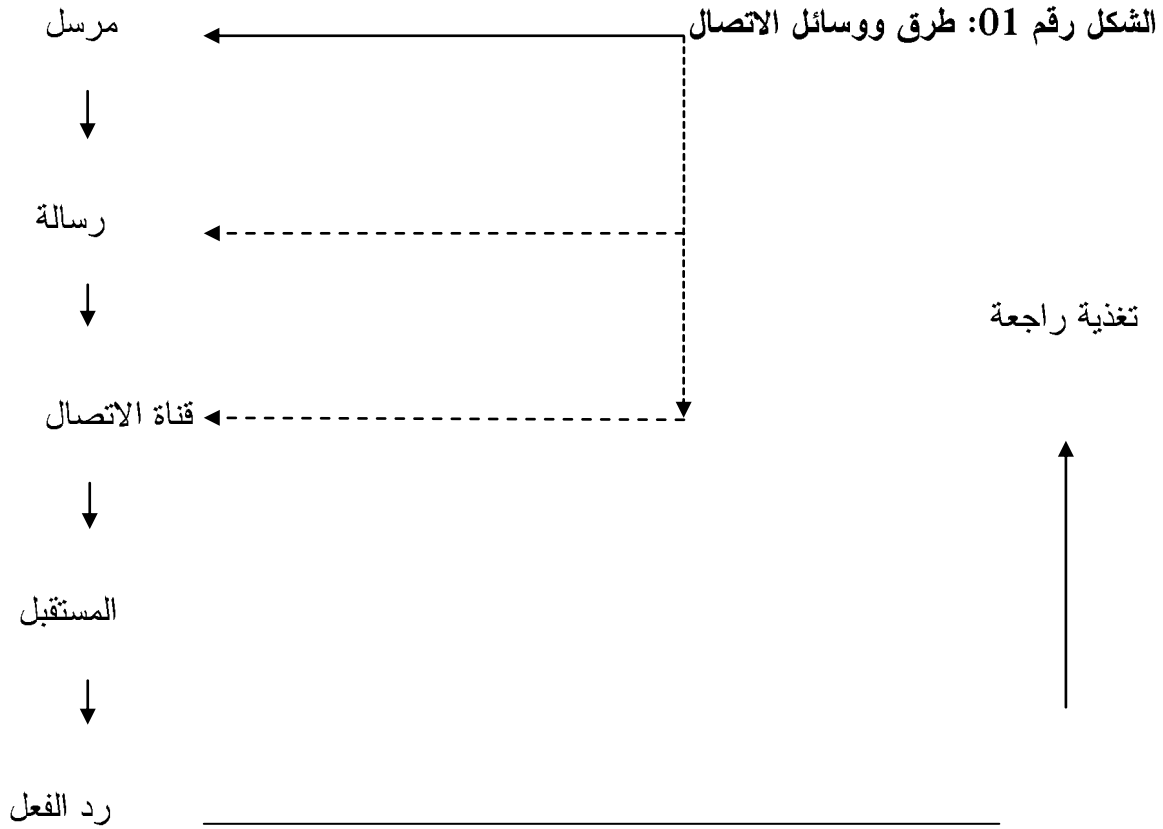 الشكل رقم 01: طرق ووسائل الاتصال
مرسل
رسالة
تغذية راجعة
قناة الاتصال
المستقبل
رد الفعل